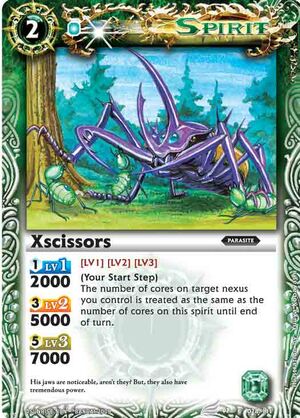 2
SPIRIT
Xscissors
PARASITE
1 LV1
2000
3 LV2
5000
5 LV3
7000
[LV1] [LV2] [LV3]
(Your Start Step)
The number of cores on target nexus
you control is treated as the same as the
number of cores on this spirit until end
of turn.
His jaws are noticeable, aren't they? But, they also have
tremendous power.